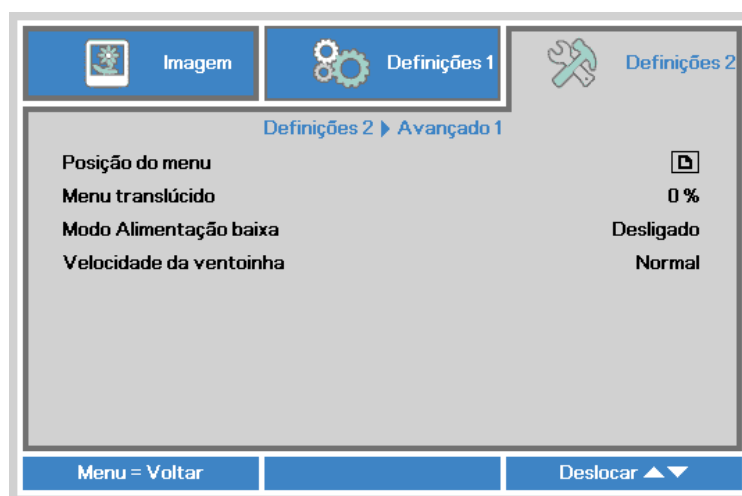 Imagem
Definições 1
Definições 2
Definições 2 Avançado 1
Posição do menu
Menu translúcido 0 %
Modo Alimentação baixa Desligado
Velocidade da ventoinha Normal
Menu = Voltar
Deslocar